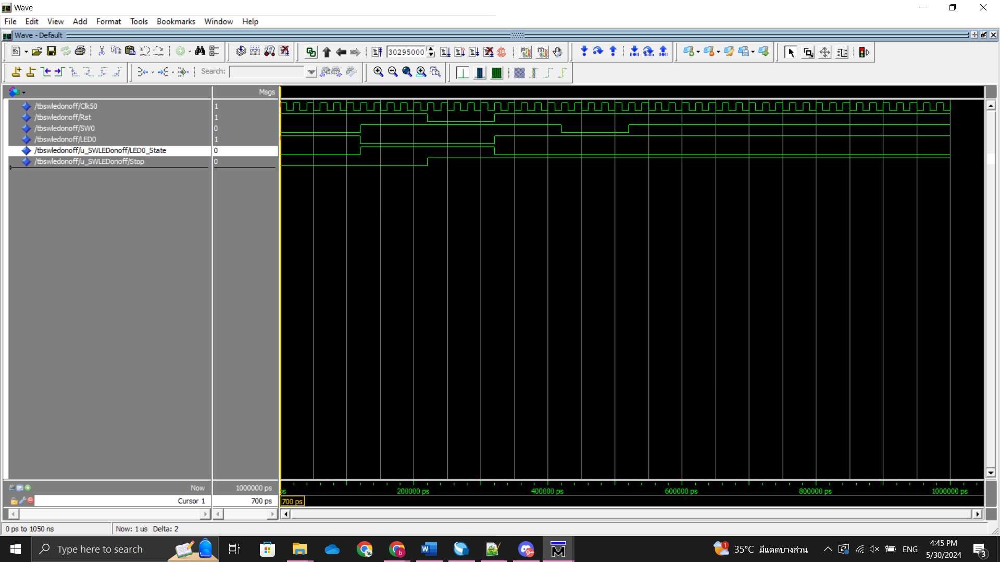 Wave
File Edit View Add Format Tools Bookmarks Window Help
Wave - Default
30295000
Search:
Msgs
/tbswledonoff/Clk50 1
/tbswledonoff/Rst 1
/tbswledonoff/SW0 0
/tbswledonoff/LED0 1
/tbswledonoff/u_SWLEDonoff/LED0_State 0
/tbswledonoff/u_SWLEDonoff/Stop 0
Now 1000000 ps
ps 200000 ps 400000 ps 600000 ps 800000 ps 1000000 ps
Cursor 1 700 ps
700 ps
0 ps to 1050 ns Now: 1 us Delta: 2
Type here to search
9+
1
35°C มีแดดบางส่วน
ENG
4:45 PM
5/30/2024
3